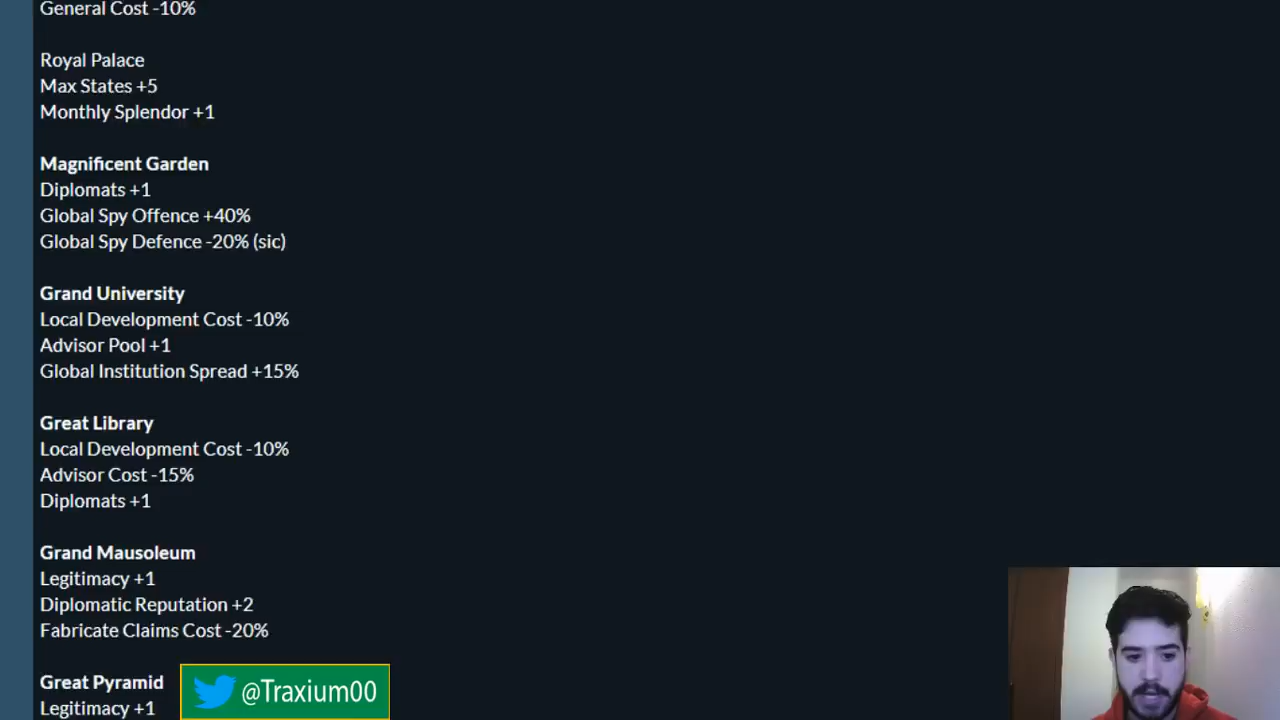 General Cost -10%
Royal Palace
Max States +5
Monthly Splendor +1
Magnificent Garden
Diplomats +1
Global Spy Offence +40%
Global Spy Defence -20% (sic)
Grand University
Local Development Cost -10%
Advisor Pool +1
Global Institution Spread +15%
Great Library
Local Development Cost -10%
Advisor Cost -15%
Diplomats +1
Grand Mausoleum
Legitimacy +1
Diplomatic Reputation +2
Fabricate Claims Cost -20%
Great Pyramid
Legitimacy +1
@Traxium00